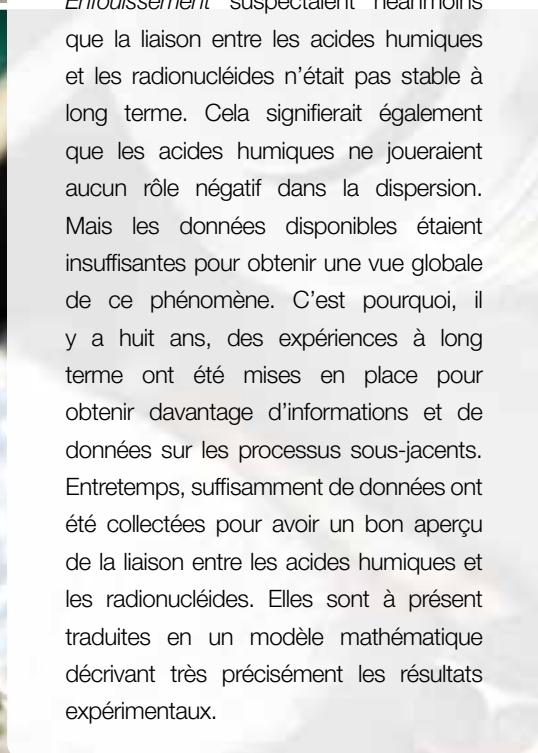 Enfouissement suspectaient néanmoins
que la liaison entre les acides humiques
et les radionucléides n’était pas stable à
long terme. Cela signifierait également
que les acides humiques ne joueraient
aucun rôle négatif dans la dispersion.
Mais les données disponibles étaient
insuffisantes pour obtenir une vue globale
de ce phénomène. C’est pourquoi, il
y a huit ans, des expériences à long
terme ont été mises en place pour
obtenir davantage d’informations et de
données sur les processus sous-jacents.
Entretemps, suffisamment de données ont
été collectées pour avoir un bon aperçu
de la liaison entre les acides humiques et
les radionucléides. Elles sont à présent
traduites en un modèle mathématique
décrivant très précisément les résultats
expérimentaux.